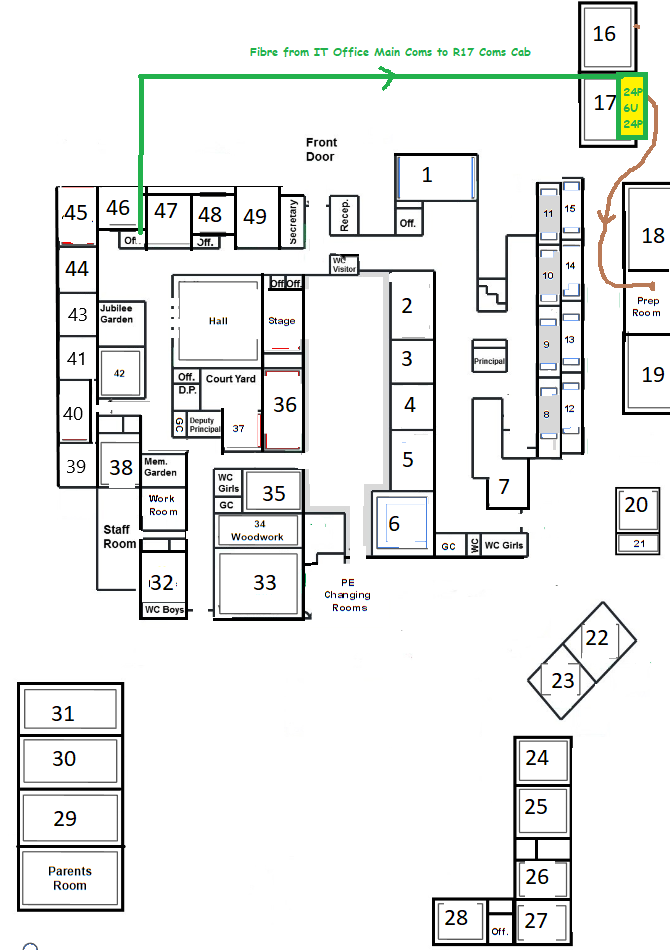 16
Fibre from IT Office Main Coms to R17 Coms Cab
17
24P
6U
24P
Front
Door
1
45
46
47
48
49
Secretary
Recep.
Off.
Off.
Off.
11
15
18
44
WC
Visitor
10
14
Off
Off.
Prep
Room
43
Jubilee
Garden
Hall
Stage
2
9
13
41
42
3
Principal
Off.
Court Yard
D.P.
19
40
36
4
8
12
GC
Deputy
Principal
37
39
38
Mem.
Garden
5
WC
Girls
35
7
GC
Work
Room
20
Staff
Room
34
Woodwork
6
21
GC
WC
WC Girls
32
33
PE
Changing
Rooms
WC Boys
22
23
31
24
30
25
29
26
Parents
Room
28
Off.
27